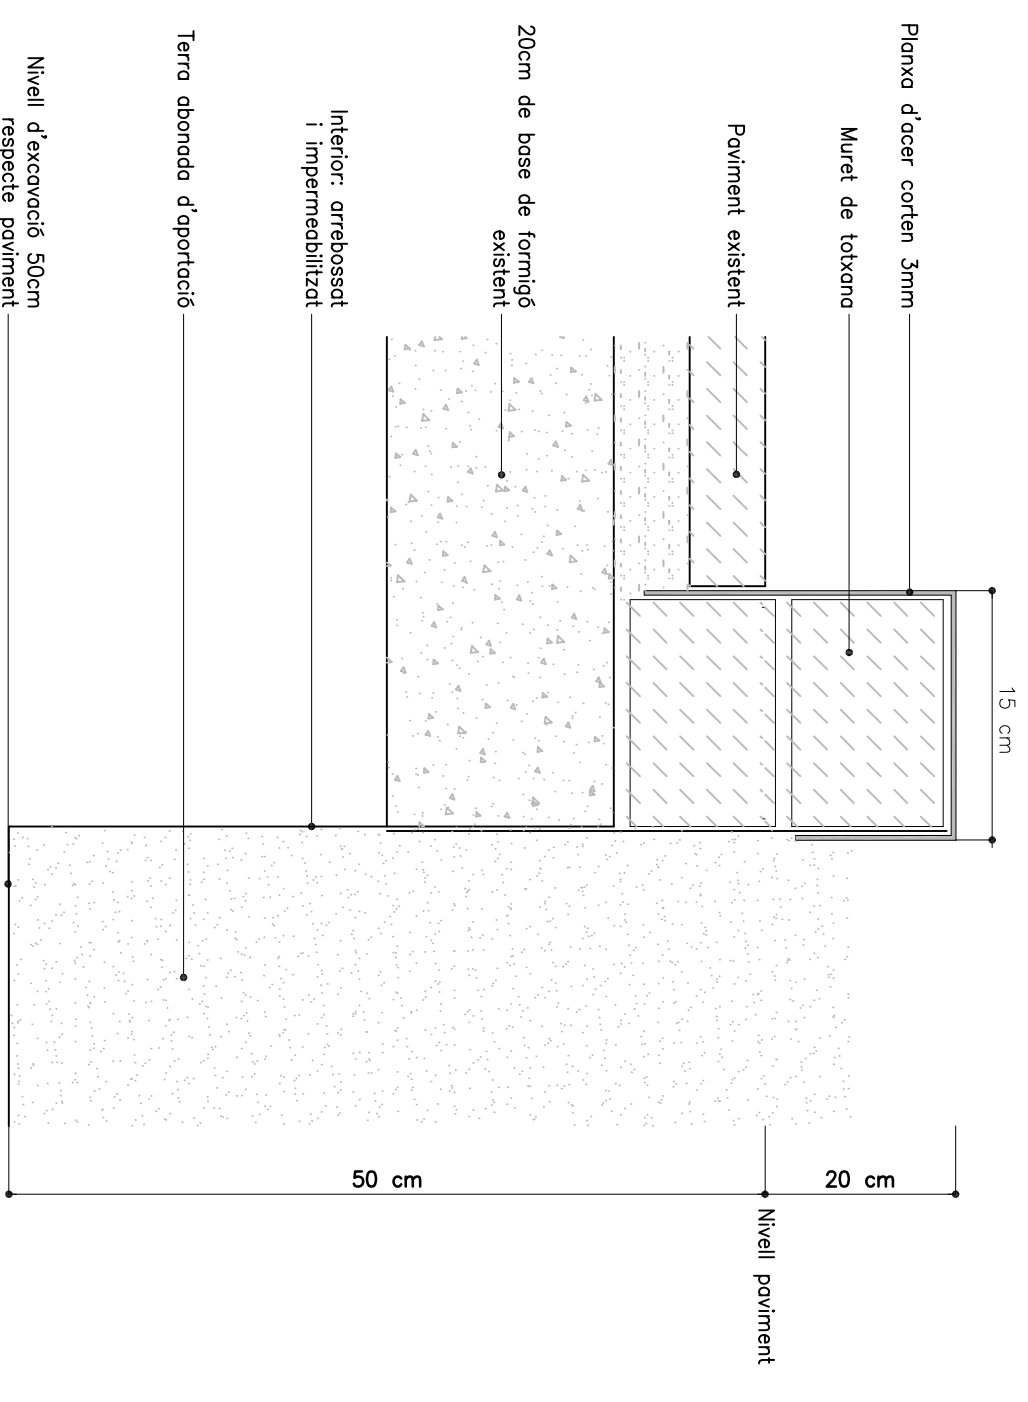 Planxa d'acer corten 3mm
Muret de totxana
Paviment existent
20cm de base de formigó
existent
Interior: arrebossat
i impermeabilitzat
Terra abonada d'aportació
Nivell d'excavació 50cm
respecte paviment
15 cm
20 cm
50 cm
Nivell paviment